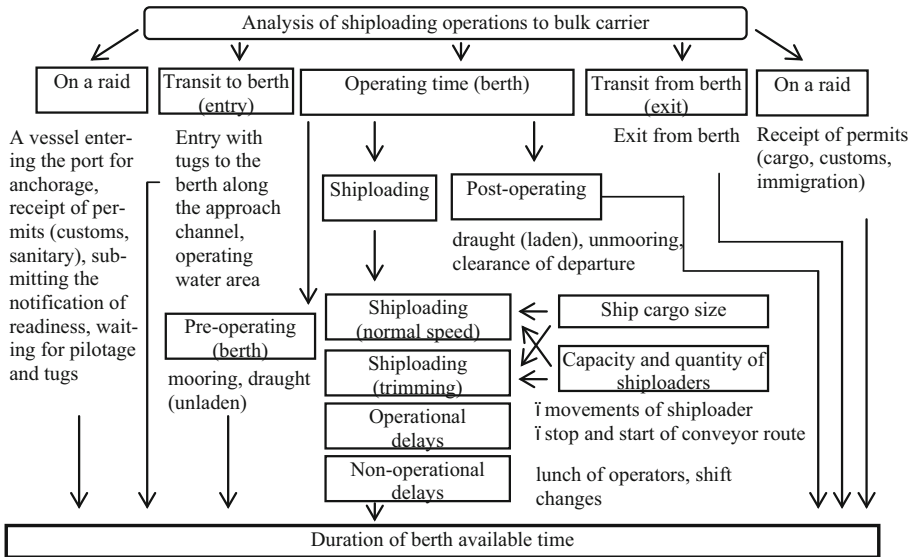 Analysis of shiploading operations to bulk carrier
On a raid
Transit to berth
(entry)
Operating time (berth)
Transit from berth
(exit)
On a raid
A vessel enter-
ing the port for
anchorage,
receipt of per-
mits (customs,
sanitary), sub-
mitting the
notification of
readiness, wait-
ing for pilotage
and tugs
Entry with
tugs to the
berth along
the approach
channel,
operating
water area
Exit from berth
Receipt of permits
(cargo, customs,
immigration)
Shiploading
Post-operating
draught (laden), unmooring,
clearance of departure
Pre-operating
(berth)
mooring, draught
(unladen)
Shiploading
(normal speed)
Shiploading
(trimming)
Operational
delays
Non-operational
delays
Ship cargo size
Capacity and quantity of
shiploaders
ï movements of shiploader
ï stop and start of conveyor route
lunch of operators, shift
changes
Duration of berth available time